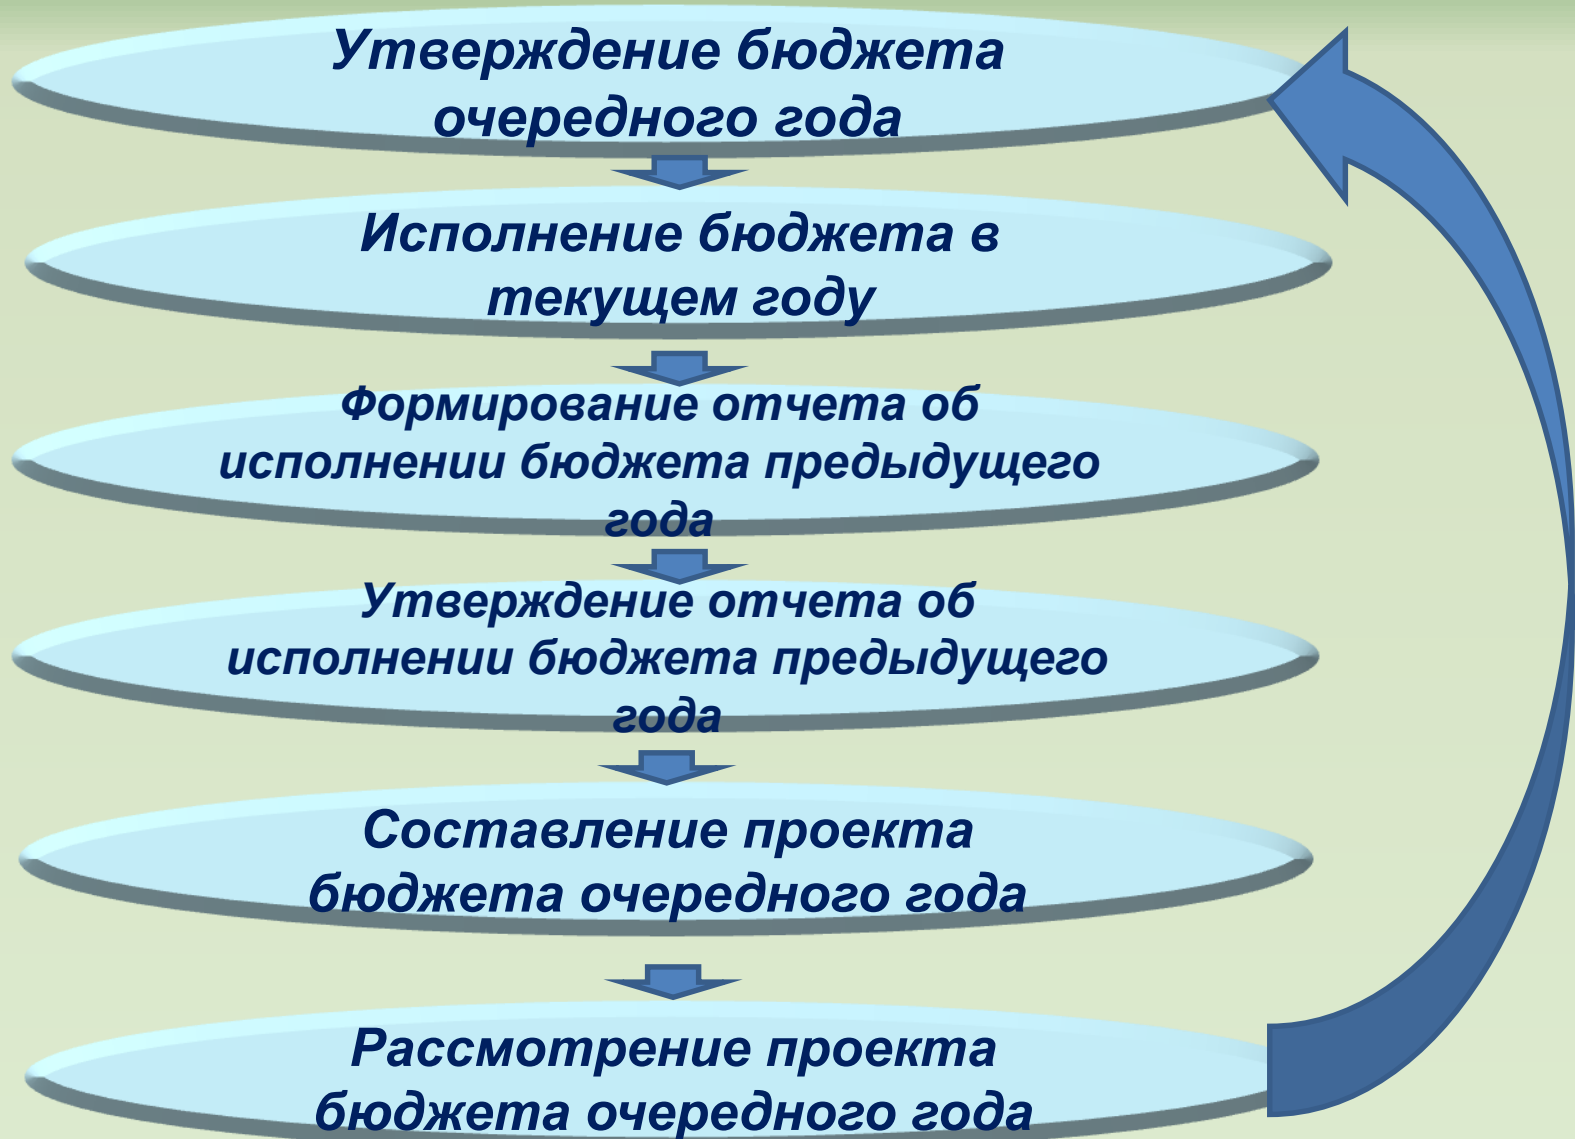 Утверждение бюджета
очередного года
Исполнение бюджета в
текущем году
Формирование отчета об
исполнении бюджета предыдущего
года
Утверждение отчета об
исполнении бюджета предыдущего
года
Составление проекта
бюджета очередного года
Рассмотрение проекта
бюджета очередного года